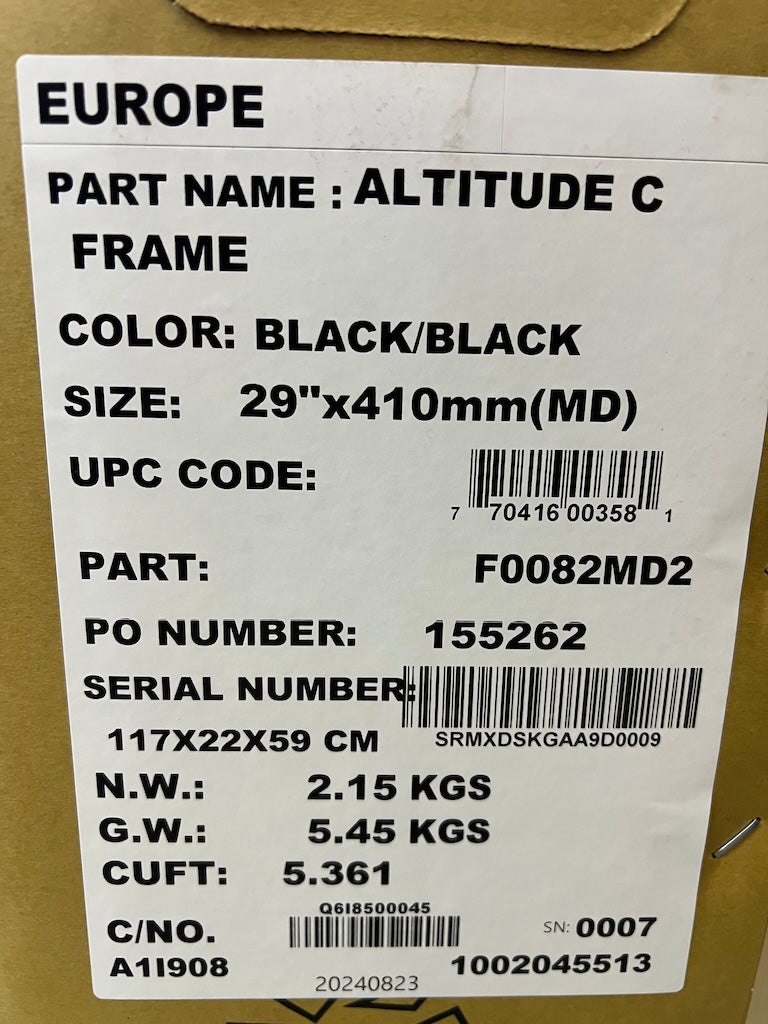 EUROPE
PART NAME : ALTITUDE C
FRAME
COLOR: BLACK/BLACK
SIZE: 29"x410mm(MD)
UPC CODE:
7 70416 00358 1
PART: F0082MD2
PO NUMBER: 155262
SERIAL NUMBER:
117X22X59 CM SRMXDSKGAA9D0009
N.W.: 2.15 KGS
G.W.: 5.45 KGS
CUFT: 5.361
Q6I8500045
C/NO. SN: 0007
A1I908 1002045513
20240823